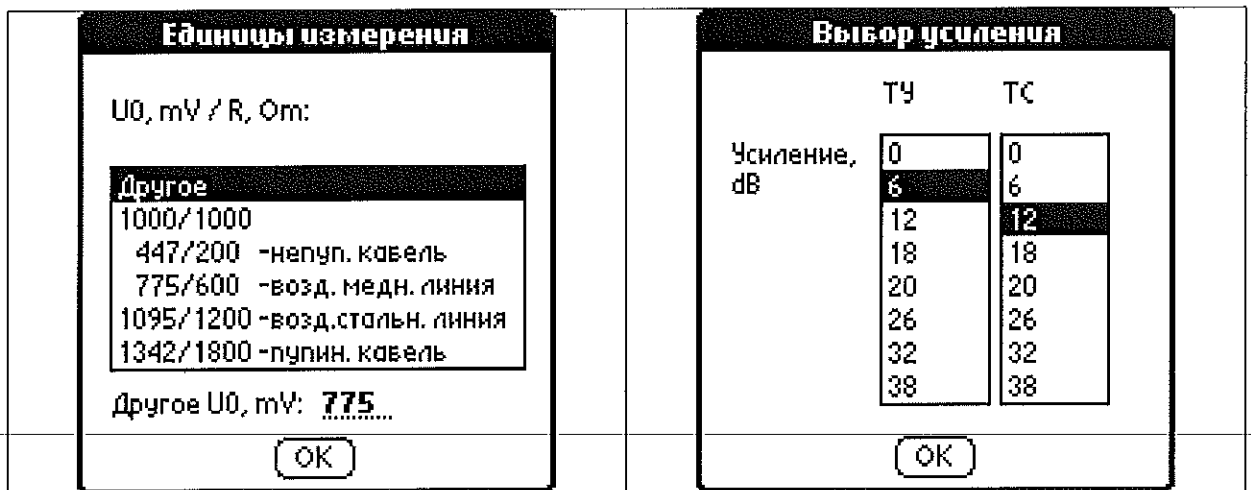 Единицы измерения
U0, mV / R, Om:
Другое
1000/1000
447/200 -непуп. кабель
775/600 -возд. медн. линия
1095/1200 -возд.стальн. линия
1342/1800 -пупин. кабель
Другое U0, mV: 775
OK
Выбор усиления
ТУ ТС
Усиление, dB
0 0
6 6
12 12
18 18
20 20
26 26
32 32
38 38
OK